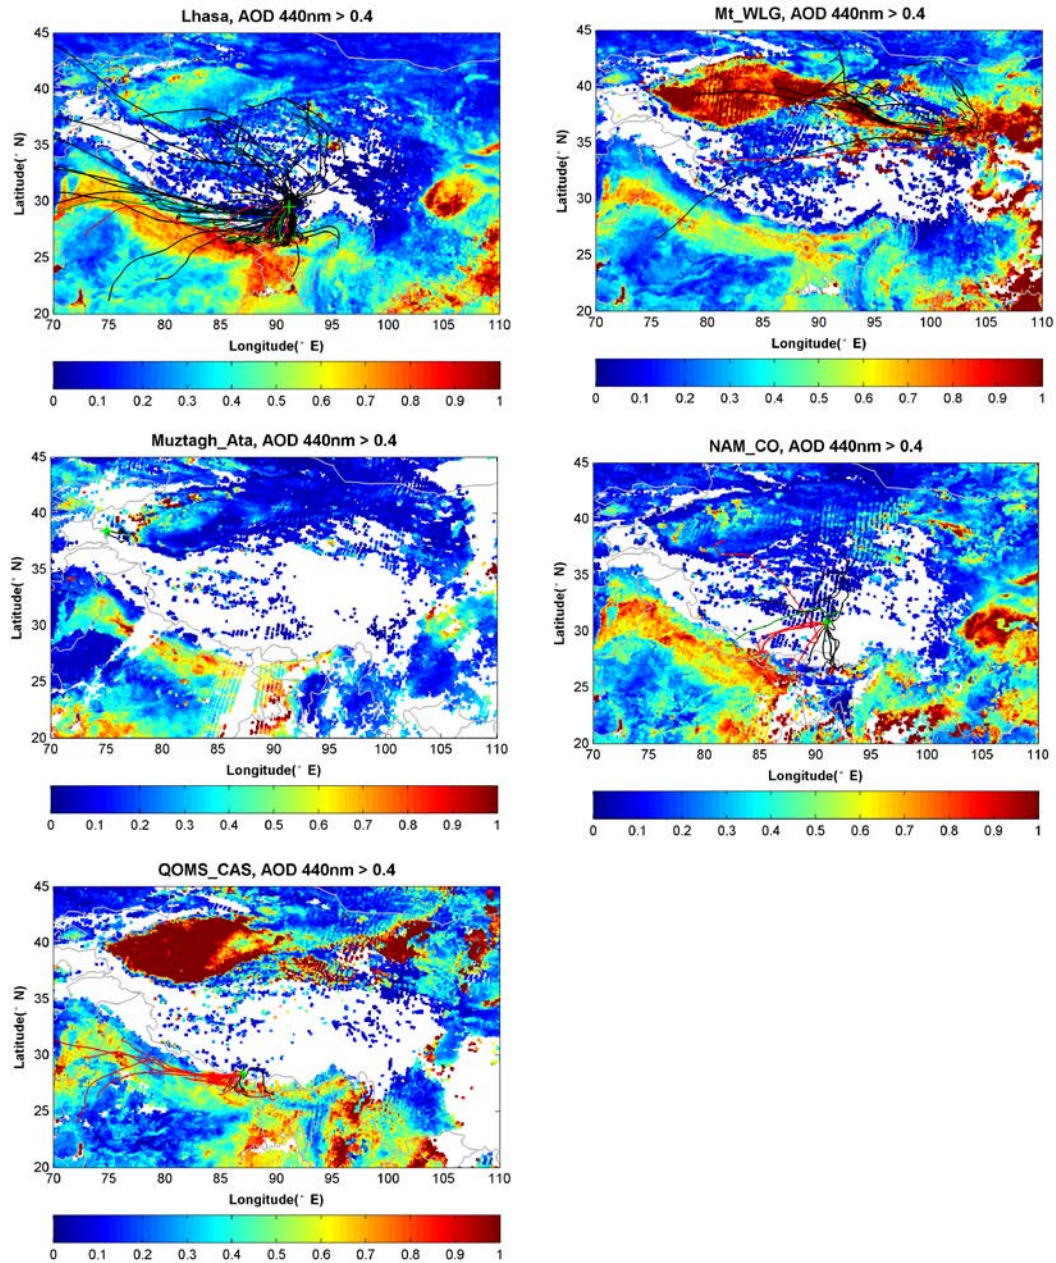 Lhasa, AOD 440nm > 0.4
45
40
35
30
25
20
Latitude(° N)
70 75 80 85 90 95 100 105 110
Longitude(° E)
0 0.1 0.2 0.3 0.4 0.5 0.6 0.7 0.8 0.9 1
Mt_WLG, AOD 440nm > 0.4
45
40
35
30
25
20
Latitude(° N)
70 75 80 85 90 95 100 105 110
Longitude(° E)
0 0.1 0.2 0.3 0.4 0.5 0.6 0.7 0.8 0.9 1
Muztagh_Ata, AOD 440nm > 0.4
45
40
35
30
25
20
Latitude(° N)
70 75 80 85 90 95 100 105 110
Longitude(° E)
0 0.1 0.2 0.3 0.4 0.5 0.6 0.7 0.8 0.9 1
NAM_CO, AOD 440nm > 0.4
45
40
35
30
25
20
Latitude(° N)
70 75 80 85 90 95 100 105 110
Longitude(° E)
0 0.1 0.2 0.3 0.4 0.5 0.6 0.7 0.8 0.9 1
QOMS_CAS, AOD 440nm > 0.4
45
40
35
30
25
20
Latitude(° N)
70 75 80 85 90 95 100 105 110
Longitude(° E)
0 0.1 0.2 0.3 0.4 0.5 0.6 0.7 0.8 0.9 1